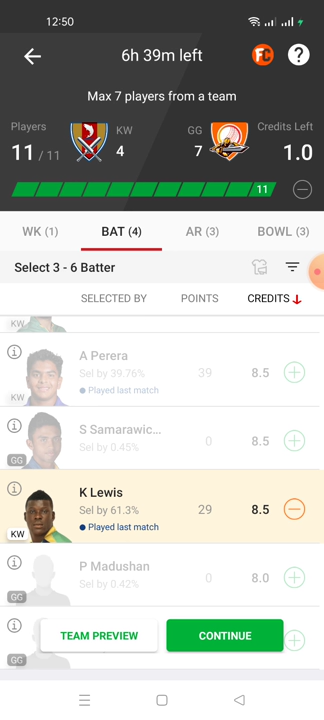 12:50
6h 39m left
FC
?
Max 7 players from a team
Players
KW
GG
Credits Left
11 / 11
4
7
1.0
11
WK (1)
BAT (4)
AR (3)
BOWL (3)
Select 3 - 6 Batter
SELECTED BY
POINTS
CREDITS
KW
i
A Perera
Sel by 39.76%
39
8.5
Played last match
KW
i
S Samarawic...
Sel by 0.45%
0
8.5
GG
i
K Lewis
Sel by 61.3%
29
8.5
Played last match
KW
i
P Madushan
Sel by 0.42%
0
8.0
GG
i
TEAM PREVIEW
CONTINUE
GG